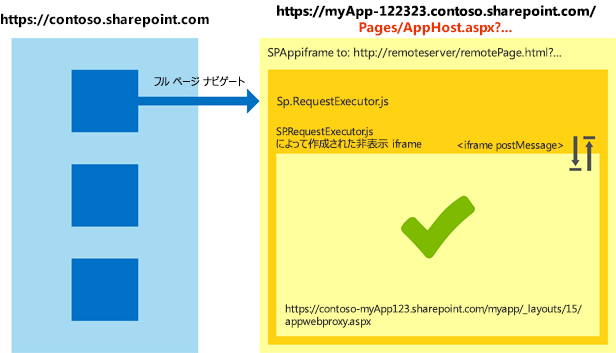 https://contoso.sharepoint.com
https://myApp-122323.contoso.sharepoint.com/
Pages/AppHost.aspx?...
フル ページ ナビゲート
SPAppiframe to: http://remoteserver/remotePage.html?...
Sp.RequestExecutor.js
SP.RequestExecutor.js
によって作成された非表示 iframe
<iframe postMessage>
https://contoso-myApp123.sharepoint.com/myapp/_layouts/15/
appwebproxy.aspx